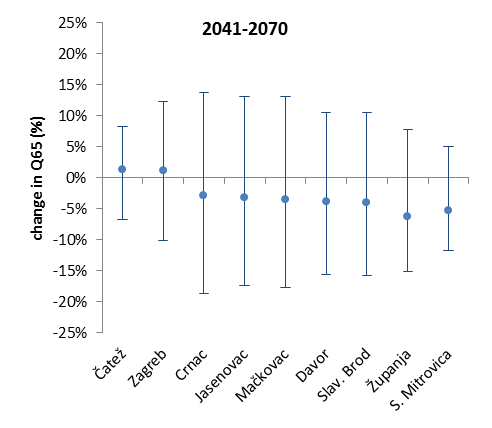 2041-2070
25%
20%
15%
10%
5%
0%
-5%
-10%
-15%
-20%
-25%
change in Q65 (%)
Čatež
Zagreb
Crnac
Jasenovac
Mačkovac
Davor
Slav. Brod
Županja
S. Mitrovica